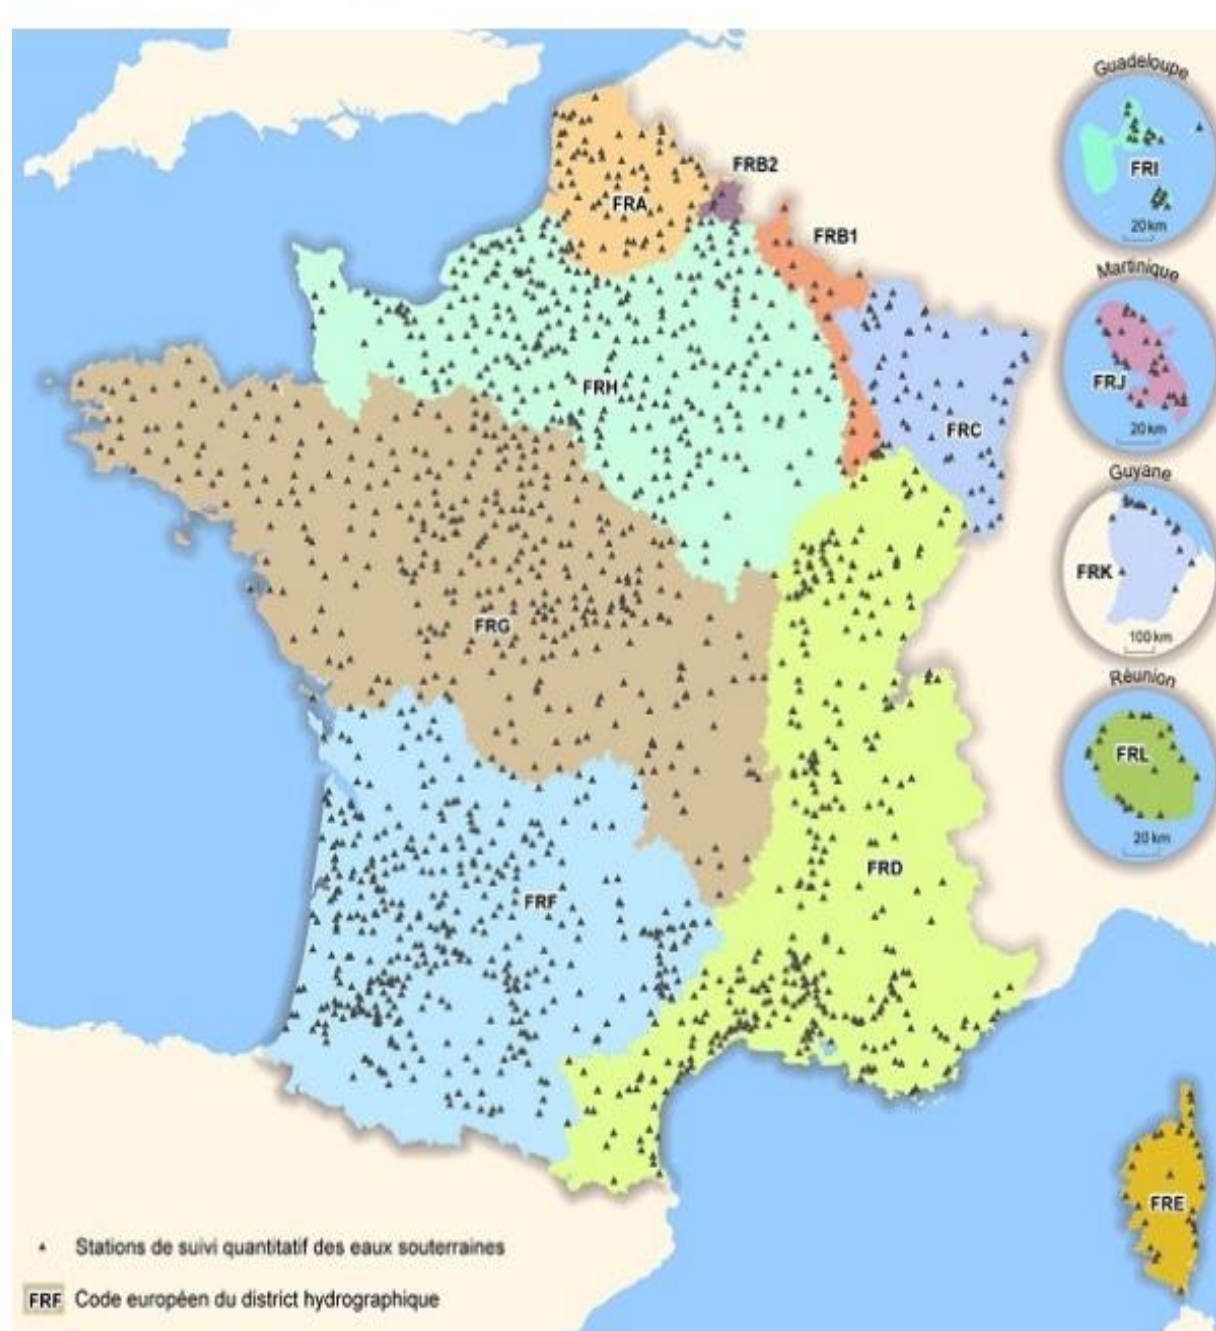 Guadeloupe
FRI
20 km
FRB2
FRA
FRB1
Martinique
FRJ
20 km
FRH
FRC
Guyane
FRK
100 km
FRG
Réunion
FRL
20 km
FRD
FRF
FRE
Stations de suivi quantitatif des eaux souterraines
FRF Code européen du district hydrographique